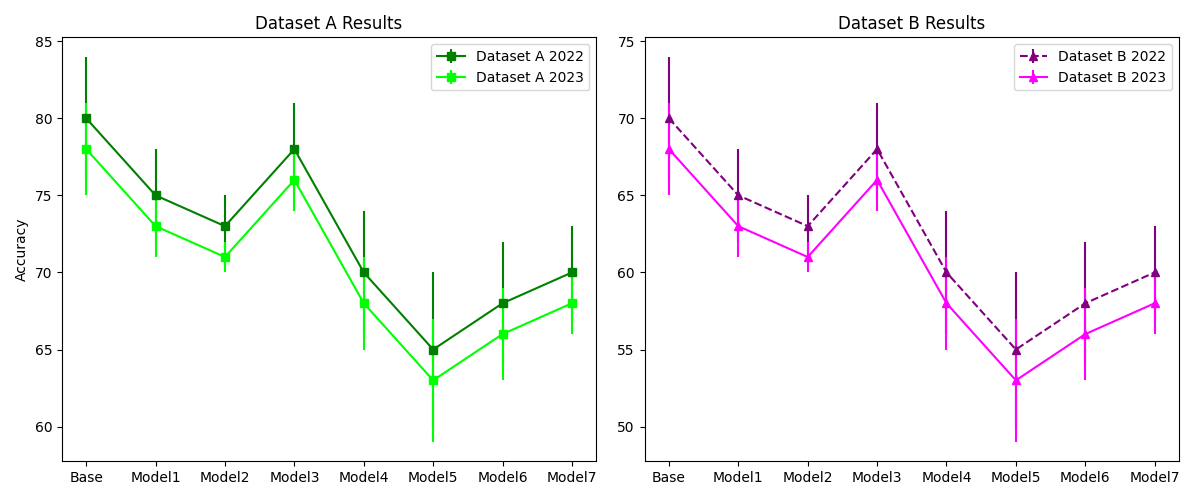 Dataset A Results
Dataset B Results
85
80
75
70
65
60
Accuracy
Dataset A 2022
Dataset A 2023
Base Model1 Model2 Model3 Model4 Model5 Model6 Model7
75
70
65
60
55
50
Dataset B 2022
Dataset B 2023
Base Model1 Model2 Model3 Model4 Model5 Model6 Model7